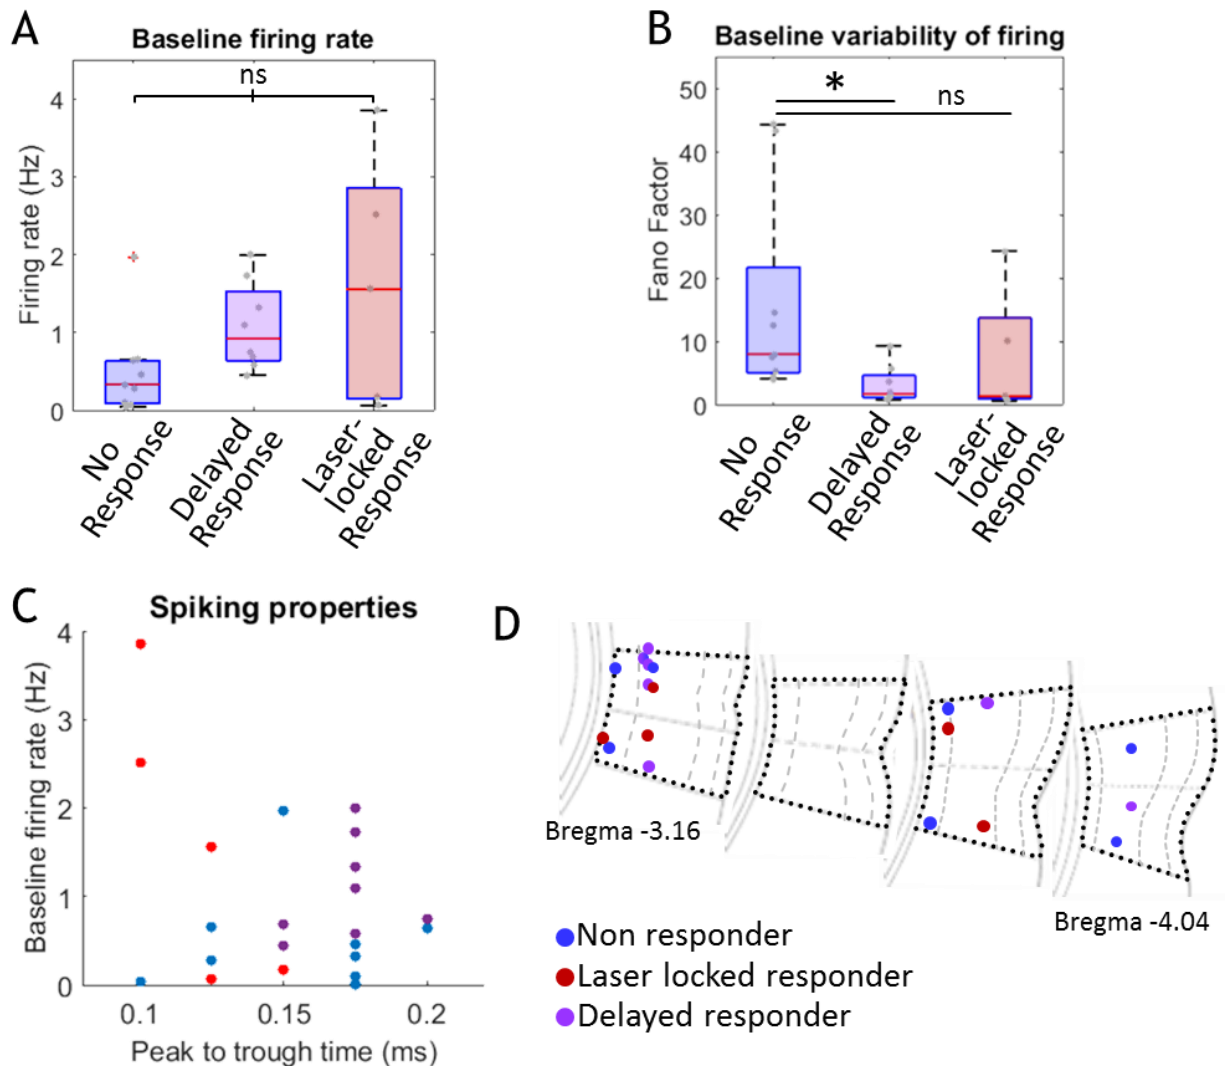 A
Baseline firing rate
ns
Firing rate (Hz)
4
3
2
1
0
No
Response
Delayed
Response
Laser-
locked
Response
B
Baseline variability of firing
*
ns
Fano Factor
50
40
30
20
10
0
No
Response
Delayed
Response
Laser-
locked
Response
C
Spiking properties
Baseline firing rate (Hz)
4
3
2
1
0
0.1
0.15
0.2
Peak to trough time (ms)
D
Bregma -3.16
Bregma -4.04
Non responder
Laser locked responder
Delayed responder